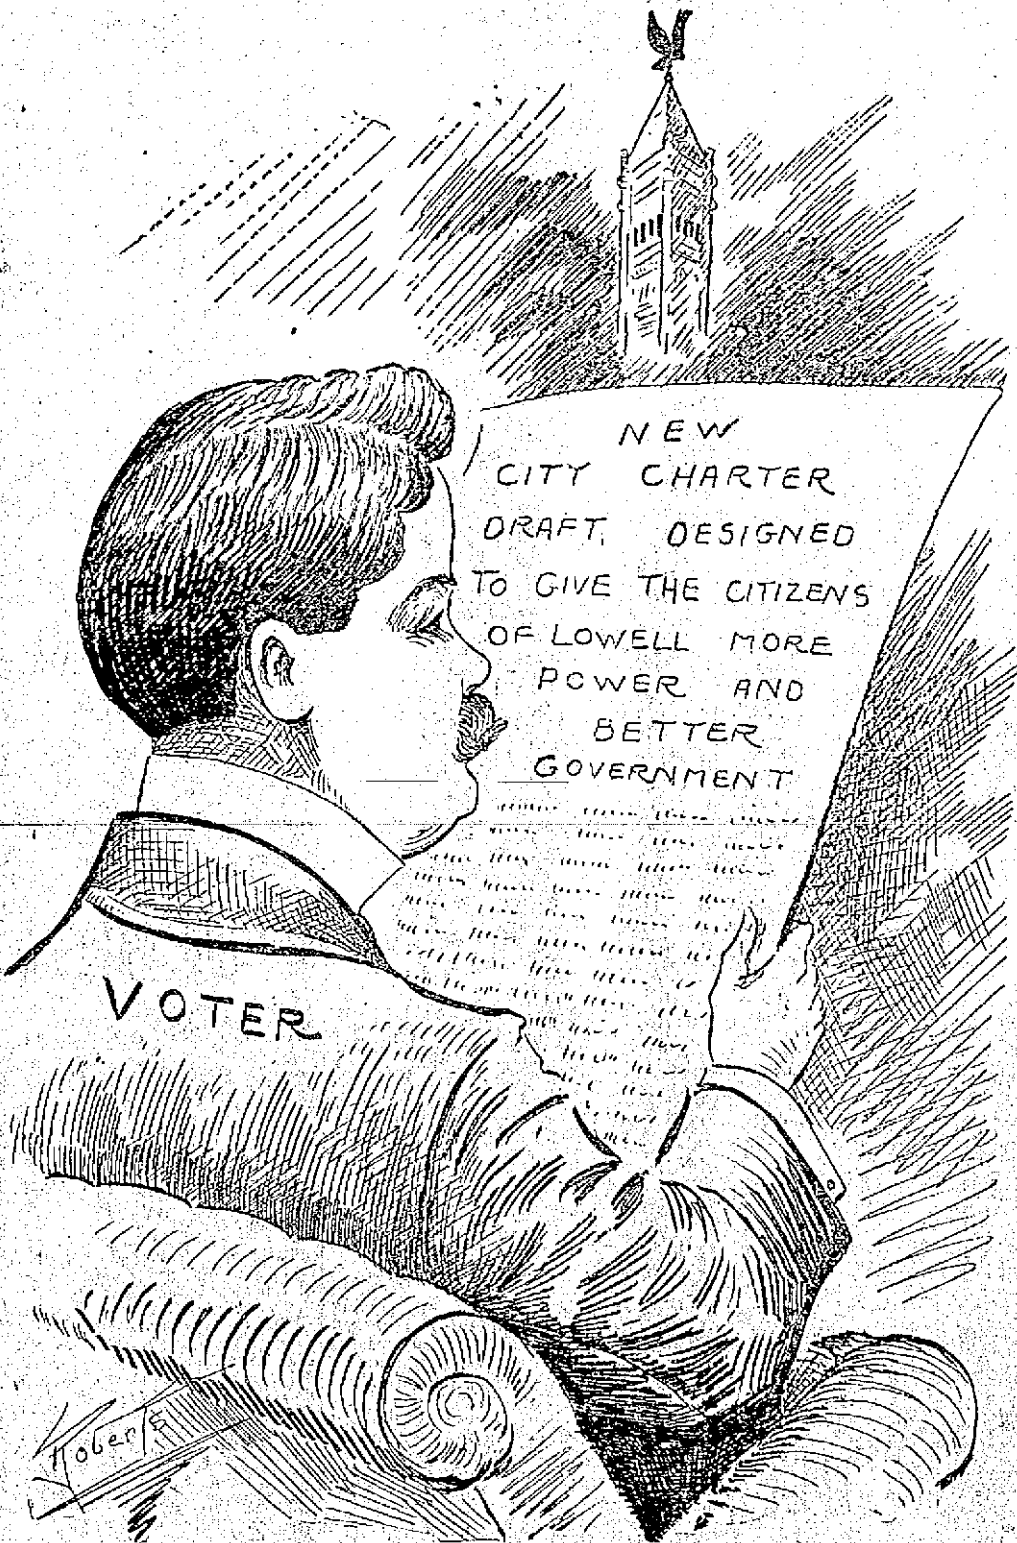 NEW
CITY CHARTER
DRAFT, DESIGNED
TO GIVE THE CITIZENS
OF LOWELL MORE
POWER AND
BETTER
GOVERNMENT
VOTER
Roberts